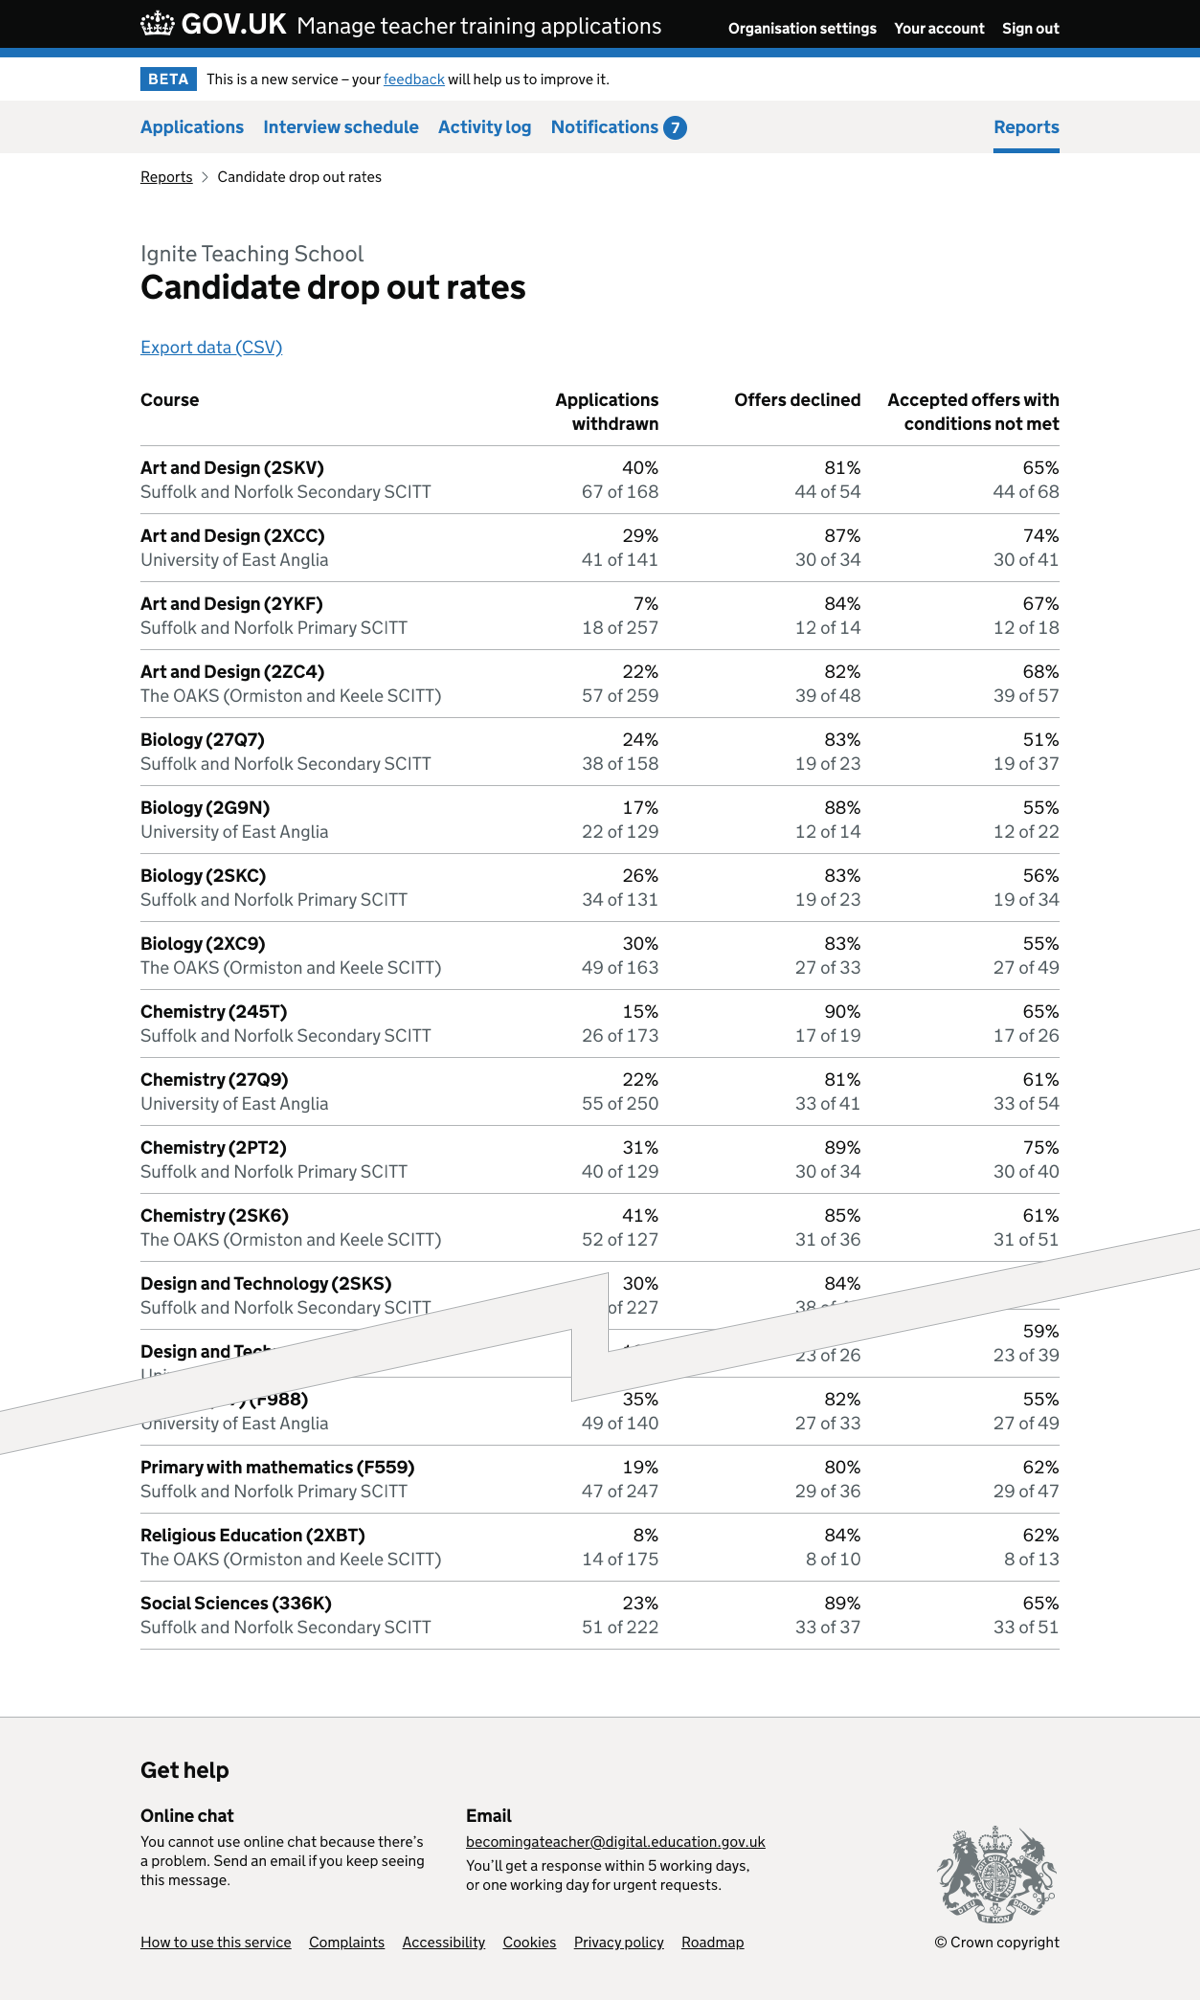 GOV.UK Manage teacher training applications Organisation settings Your account Sign out
BETA This is a new service – your feedback will help us to improve it.
Applications Interview schedule Activity log Notifications 7 Reports
Reports > Candidate drop out rates
Ignite Teaching School
Candidate drop out rates
Export data (CSV)
Course Applications Offers declined Accepted offers with
withdrawn conditions not met
Art and Design (2SKV) 40% 81% 65%
Suffolk and Norfolk Secondary SCITT 67 of 168 44 of 54 44 of 68
Art and Design (2XCC) 29% 87% 74%
University of East Anglia 41 of 141 30 of 34 30 of 41
Art and Design (2YKF) 7% 84% 67%
Suffolk and Norfolk Primary SCITT 18 of 257 12 of 14 12 of 18
Art and Design (2ZC4) 22% 82% 68%
The OAKS (Ormiston and Keele SCITT) 57 of 259 39 of 48 39 of 57
Biology (27Q7) 24% 83% 51%
Suffolk and Norfolk Secondary SCITT 38 of 158 19 of 23 19 of 37
Biology (2G9N) 17% 88% 55%
University of East Anglia 22 of 129 12 of 14 12 of 22
Biology (2SKC) 26% 83% 56%
Suffolk and Norfolk Primary SCITT 34 of 131 19 of 23 19 of 34
Biology (2XC9) 30% 83% 55%
The OAKS (Ormiston and Keele SCITT) 49 of 163 27 of 33 27 of 49
Chemistry (245T) 15% 90% 65%
Suffolk and Norfolk Secondary SCITT 26 of 173 17 of 19 17 of 26
Chemistry (27Q9) 22% 81% 61%
University of East Anglia 55 of 250 33 of 41 33 of 54
Chemistry (2PT2) 31% 89% 75%
Suffolk and Norfolk Primary SCITT 40 of 129 30 of 34 30 of 40
Chemistry (2SK6) 41% 85% 61%
The OAKS (Ormiston and Keele SCITT) 52 of 127 31 of 36 31 of 51
Design and Technology (2SKS) 30% 84%
Suffolk and Norfolk Secondary SCITT of 227 38 of
Design and 59%
23 of 26 23 of 39
(F988) 35% 82% 55%
University of East Anglia 49 of 140 27 of 33 27 of 49
Primary with mathematics (F559) 19% 80% 62%
Suffolk and Norfolk Primary SCITT 47 of 247 29 of 36 29 of 47
Religious Education (2XBT) 8% 84% 62%
The OAKS (Ormiston and Keele SCITT) 14 of 175 8 of 10 8 of 13
Social Sciences (336K) 23% 89% 65%
Suffolk and Norfolk Secondary SCITT 51 of 222 33 of 37 33 of 51
Get help
Online chat Email
You cannot use online chat because there’s becomingateacher@digital.education.gov.uk
a problem. Send an email if you keep seeing You’ll get a response within 5 working days,
this message. or one working day for urgent requests.
How to use this service Complaints Accessibility Cookies Privacy policy Roadmap © Crown copyright